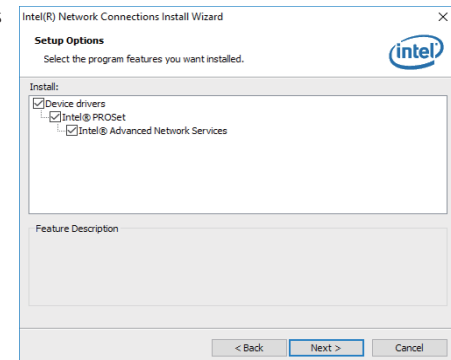 Intel(R) Network Connections Install Wizard
Setup Options
Select the program features you want installed.
intel
Install:
Device drivers
Intel® PROSet
Intel® Advanced Network Services
Feature Description
< Back
Next >
Cancel